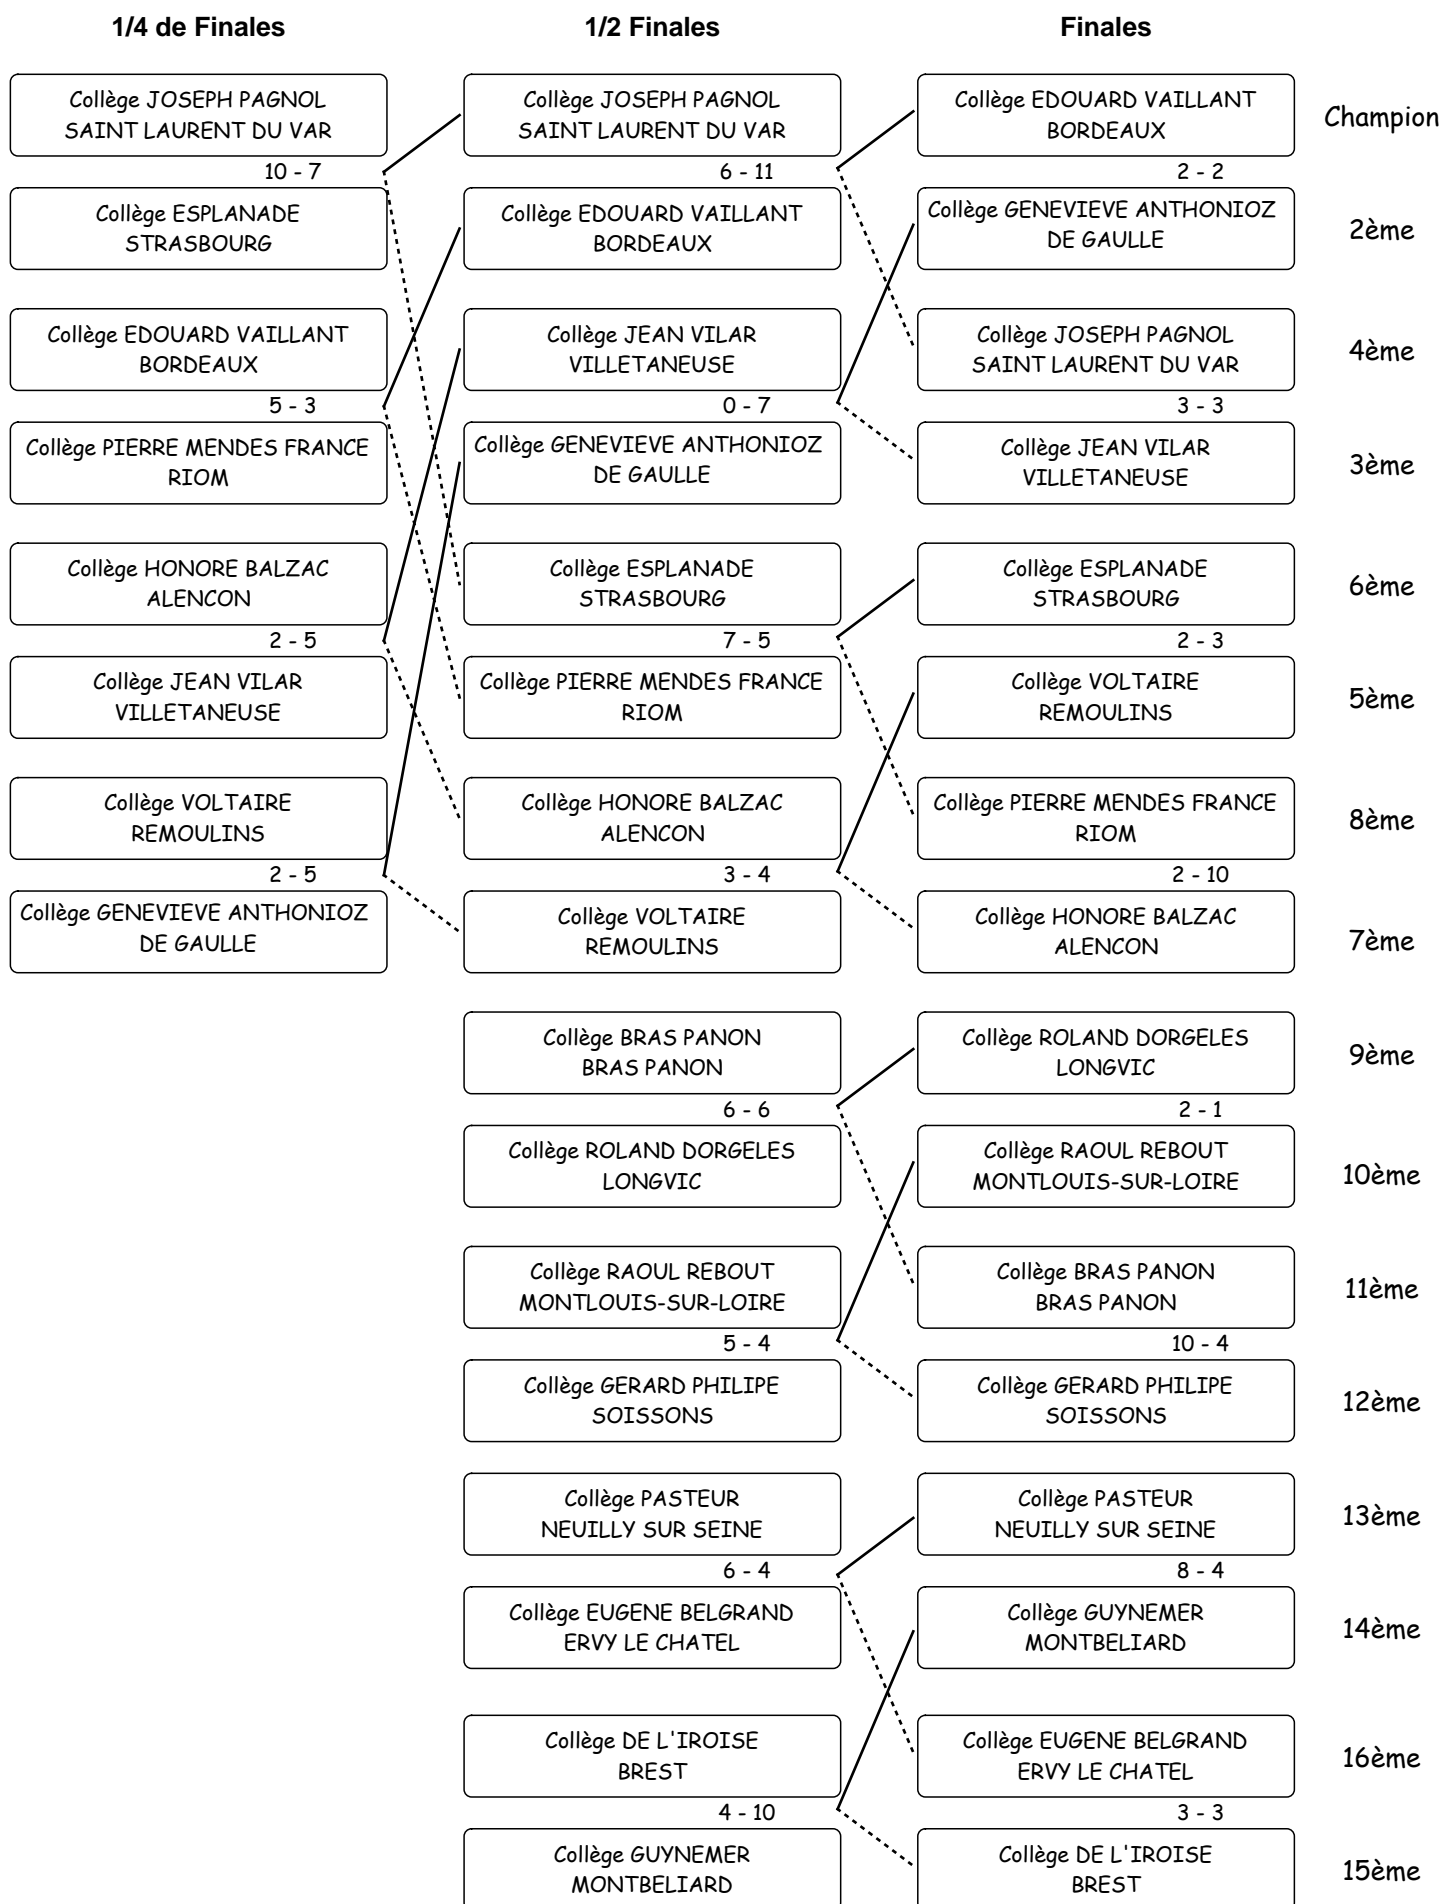 1/4 de Finales
1/2 Finales
Finales
Collège JOSEPH PAGNOL
SAINT LAURENT DU VAR
10 - 7
Collège ESPLANADE
STRASBOURG
Collège EDOUARD VAILLANT
BORDEAUX
5 - 3
Collège PIERRE MENDES FRANCE
RIOM
Collège HONORE BALZAC
ALENCON
2 - 5
Collège JEAN VILAR
VILLETANEUSE
Collège VOLTAIRE
REMOULINS
2 - 5
Collège GENEVIEVE ANTHONIOZ
DE GAULLE
Collège JOSEPH PAGNOL
SAINT LAURENT DU VAR
6 - 11
Collège EDOUARD VAILLANT
BORDEAUX
Collège JEAN VILAR
VILLETANEUSE
0 - 7
Collège GENEVIEVE ANTHONIOZ
DE GAULLE
Collège ESPLANADE
STRASBOURG
7 - 5
Collège PIERRE MENDES FRANCE
RIOM
Collège HONORE BALZAC
ALENCON
3 - 4
Collège VOLTAIRE
REMOULINS
Collège BRAS PANON
BRAS PANON
6 - 6
Collège ROLAND DORGELES
LONGVIC
Collège RAOUL REBOUT
MONTLOUIS-SUR-LOIRE
5 - 4
Collège GERARD PHILIPE
SOISSONS
Collège PASTEUR
NEUILLY SUR SEINE
6 - 4
Collège EUGENE BELGRAND
ERVY LE CHATEL
Collège DE L'IROISE
BREST
4 - 10
Collège GUYNEMER
MONTBELIARD
Collège EDOUARD VAILLANT
BORDEAUX
Champion
2 - 2
Collège GENEVIEVE ANTHONIOZ
DE GAULLE
2ème
Collège JOSEPH PAGNOL
SAINT LAURENT DU VAR
4ème
3 - 3
Collège JEAN VILAR
VILLETANEUSE
3ème
Collège ESPLANADE
STRASBOURG
6ème
2 - 3
Collège VOLTAIRE
REMOULINS
5ème
Collège PIERRE MENDES FRANCE
RIOM
8ème
2 - 10
Collège HONORE BALZAC
ALENCON
7ème
Collège ROLAND DORGELES
LONGVIC
9ème
2 - 1
Collège RAOUL REBOUT
MONTLOUIS-SUR-LOIRE
10ème
Collège BRAS PANON
BRAS PANON
11ème
10 - 4
Collège GERARD PHILIPE
SOISSONS
12ème
Collège PASTEUR
NEUILLY SUR SEINE
13ème
8 - 4
Collège GUYNEMER
MONTBELIARD
14ème
Collège EUGENE BELGRAND
ERVY LE CHATEL
16ème
3 - 3
Collège DE L'IROISE
BREST
15ème